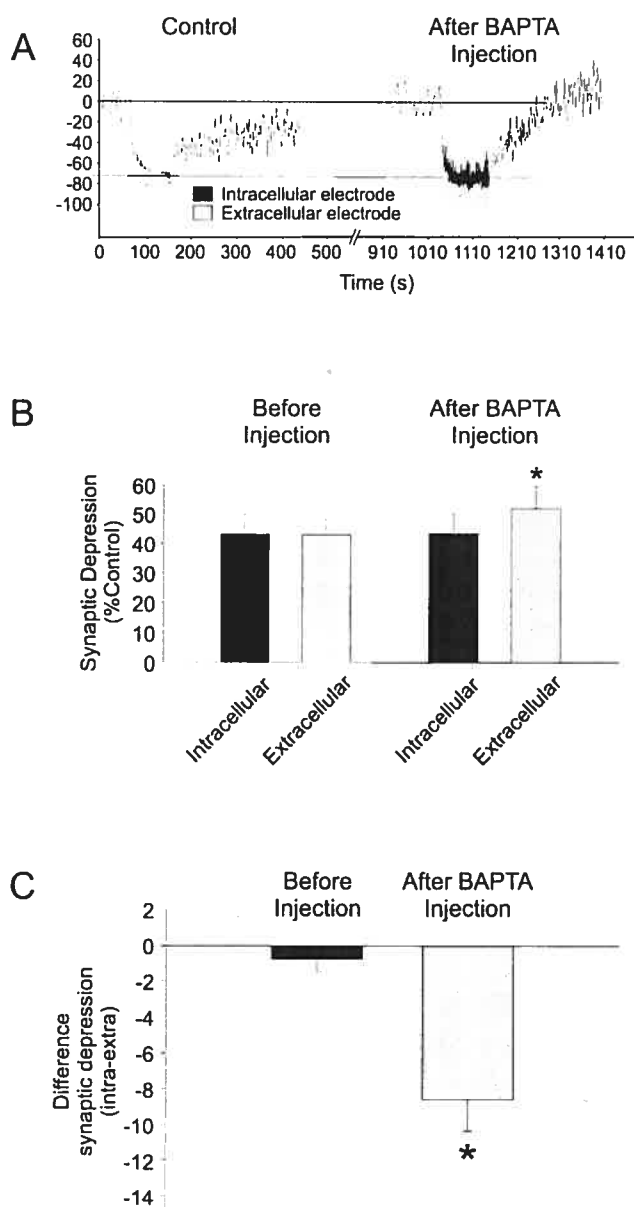 A
Control
After BAPTA
Injection
60
40
20
0
-20
-40
-60
-80
-100
Intracellular electrode
Extracellular electrode
0 100 200 300 400 500 910 1010 1110 1210 1310 1410
Time (s)
B
Before
Injection
After BAPTA
Injection
Synaptic Depression
(%Control)
60
50
40
30
20
10
0
*
Intracellular
Extracellular
Intracellular
Extracellular
C
Before
Injection
After BAPTA
Injection
Difference
synaptic depression
(intra-extra)
2
0
-2
-4
-6
-8
-10
-12
-14
*